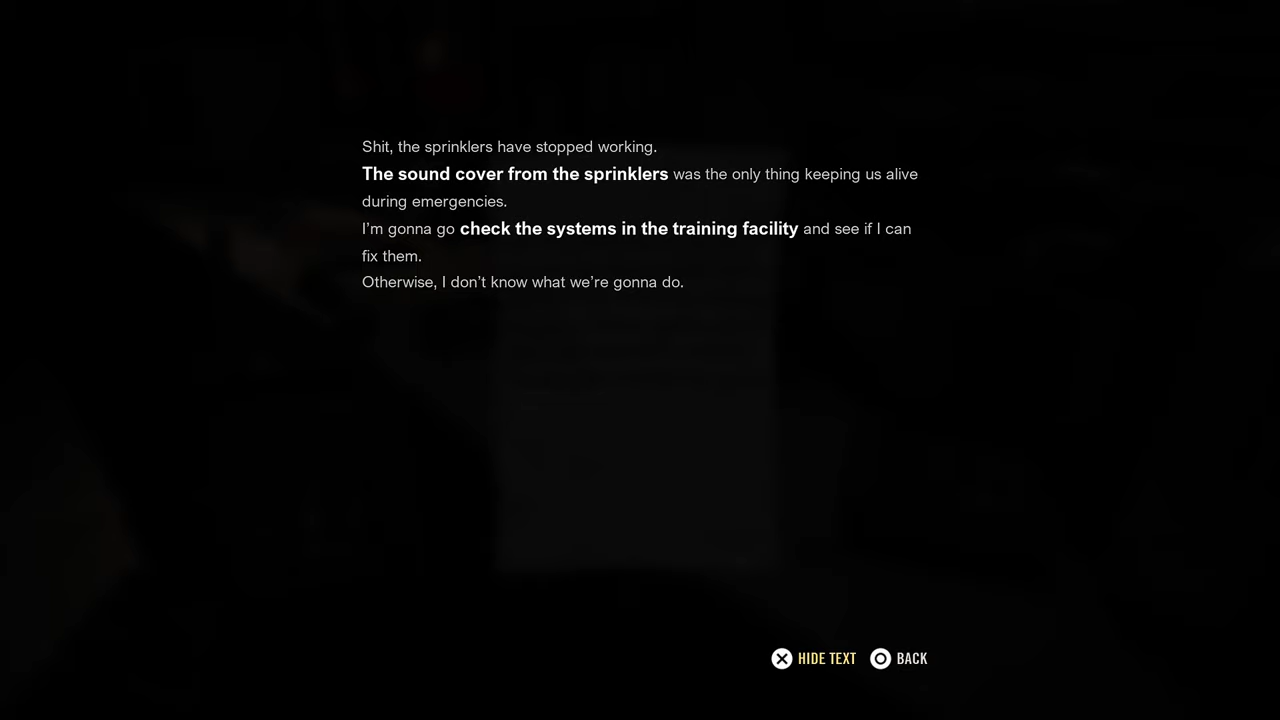 Shit, the sprinklers have stopped working.
The sound cover from the sprinklers was the only thing keeping us alive
during emergencies.
I'm gonna go check the systems in the training facility and see if I can
fix them.
Otherwise, I don't know what we're gonna do.
HIDE TEXT BACK